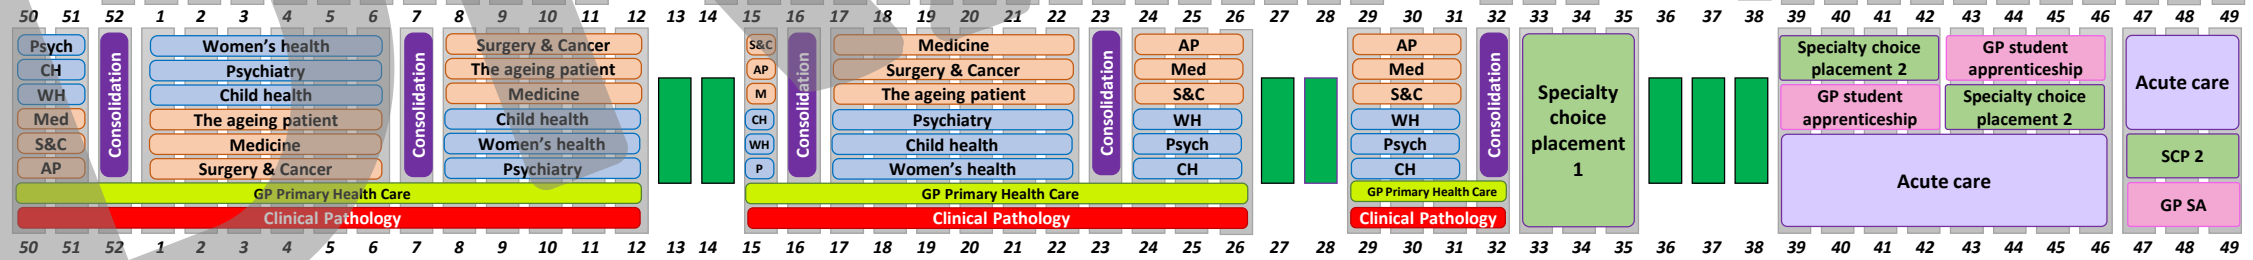 50 51 52 1 2 3 4 5 6 7 8 9 10 11 12 13 14 15 16 17 18 19 20 21 22 23 24 25 26 27 28 29 30 31 32 33 34 35 36 37 38 39 40 41 42 43 44 45 46 47 48 49
Psych
CH
WH
Med
S&C
AP
Consolidation
Women's health
Psychiatry
Child health
The ageing patient
Medicine
Surgery & Cancer
Consolidation
Surgery & Cancer
The ageing patient
Medicine
Child health
Women's health
Psychiatry
GP Primary Health Care
Clinical Pathology
S&C
AP
M
CH
WH
P
Consolidation
Medicine
Surgery & Cancer
The ageing patient
Psychiatry
Child health
Women's health
Consolidation
AP
Med
S&C
WH
Psych
CH
GP Primary Health Care
Clinical Pathology
AP
Med
S&C
WH
Psych
CH
GP Primary Health Care
Clinical Pathology
Consolidation
Specialty
choice
placement
1
Specialty choice
placement 2
GP student
apprenticeship
GP student
apprenticeship
Specialty choice
placement 2
Acute care
Acute care
SCP 2
GP SA
50 51 52 1 2 3 4 5 6 7 8 9 10 11 12 13 14 15 16 17 18 19 20 21 22 23 24 25 26 27 28 29 30 31 32 33 34 35 36 37 38 39 40 41 42 43 44 45 46 47 48 49